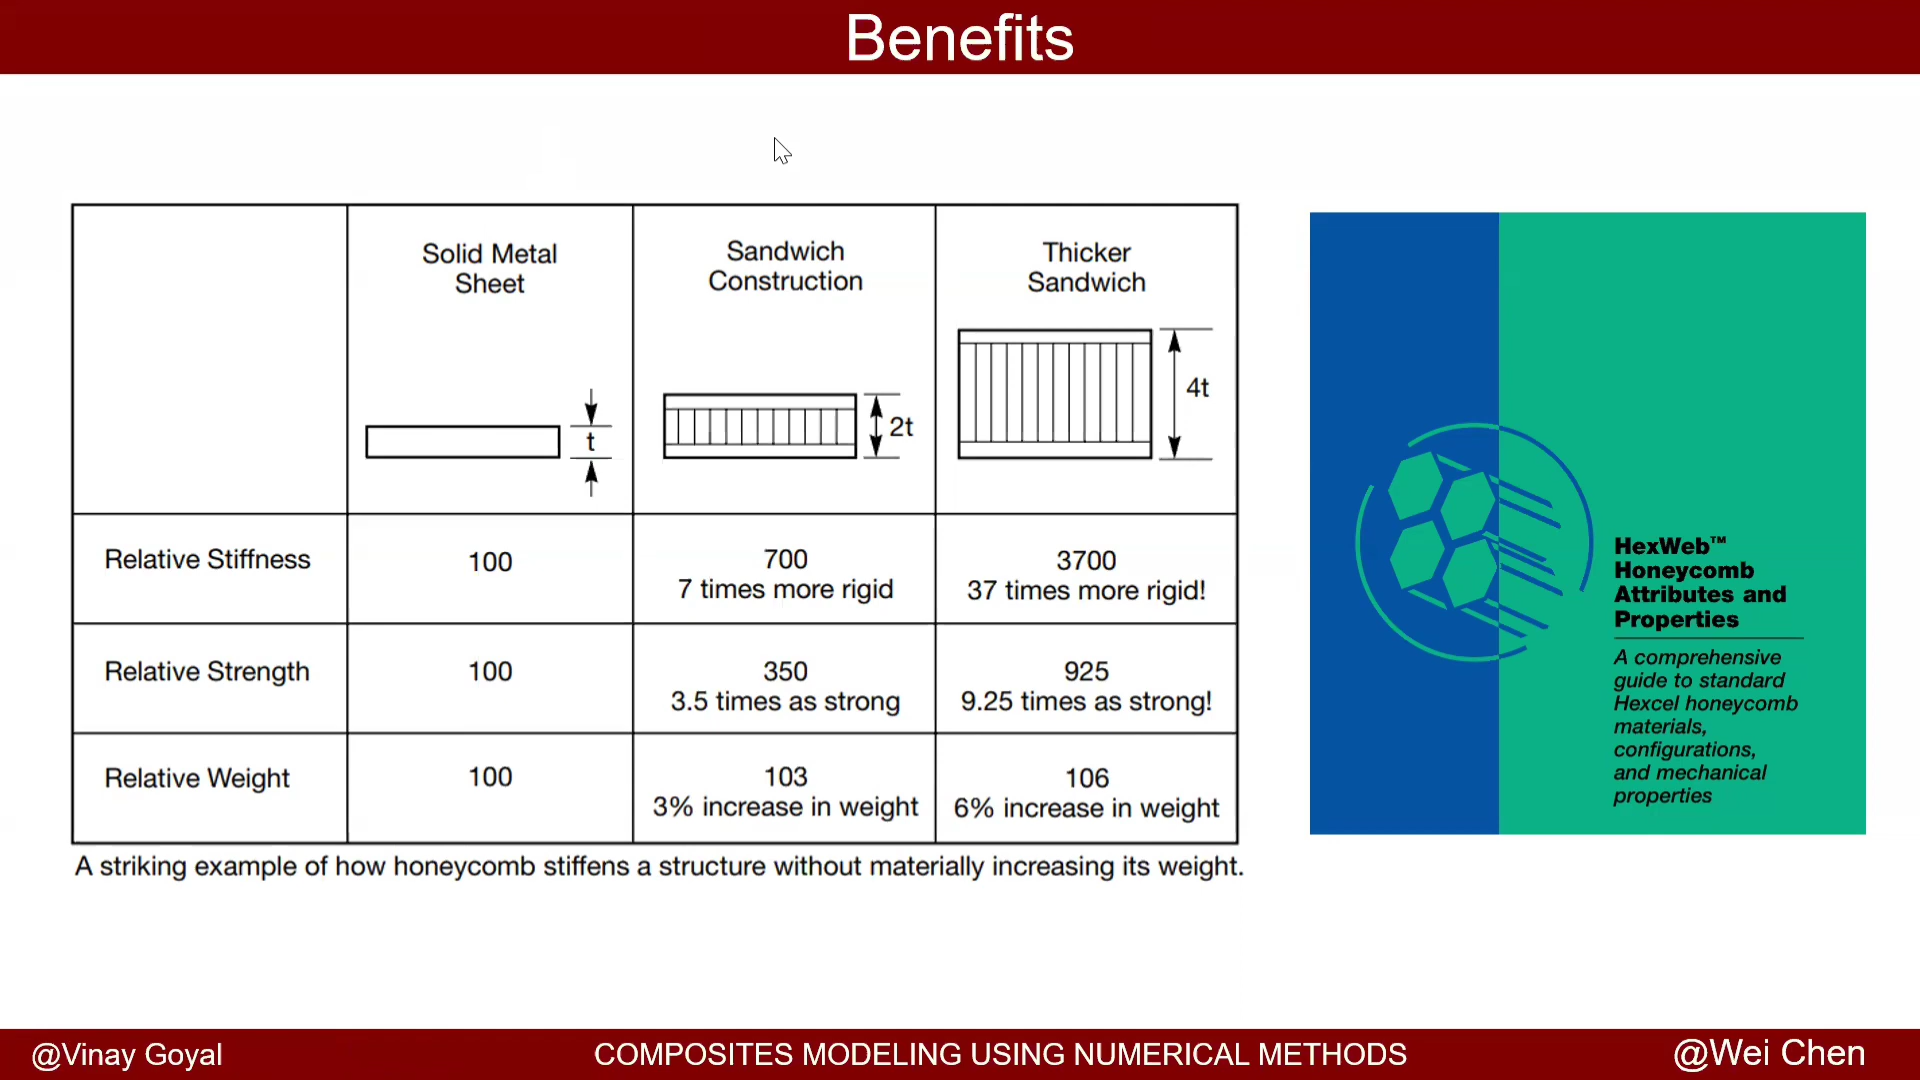 Benefits
Solid Metal
Sheet
Sandwich
Construction
Thicker
Sandwich
t
2t
4t
Relative Stiffness
100
700
7 times more rigid
3700
37 times more rigid!
Relative Strength
100
350
3.5 times as strong
925
9.25 times as strong!
Relative Weight
100
103
3% increase in weight
106
6% increase in weight
A striking example of how honeycomb stiffens a structure without materially increasing its weight.
HexWeb™
Honeycomb
Attributes and
Properties
A comprehensive
guide to standard
Hexcel honeycomb
materials,
configurations,
and mechanical
properties
@Vinay Goyal
COMPOSITES MODELING USING NUMERICAL METHODS
@Wei Chen